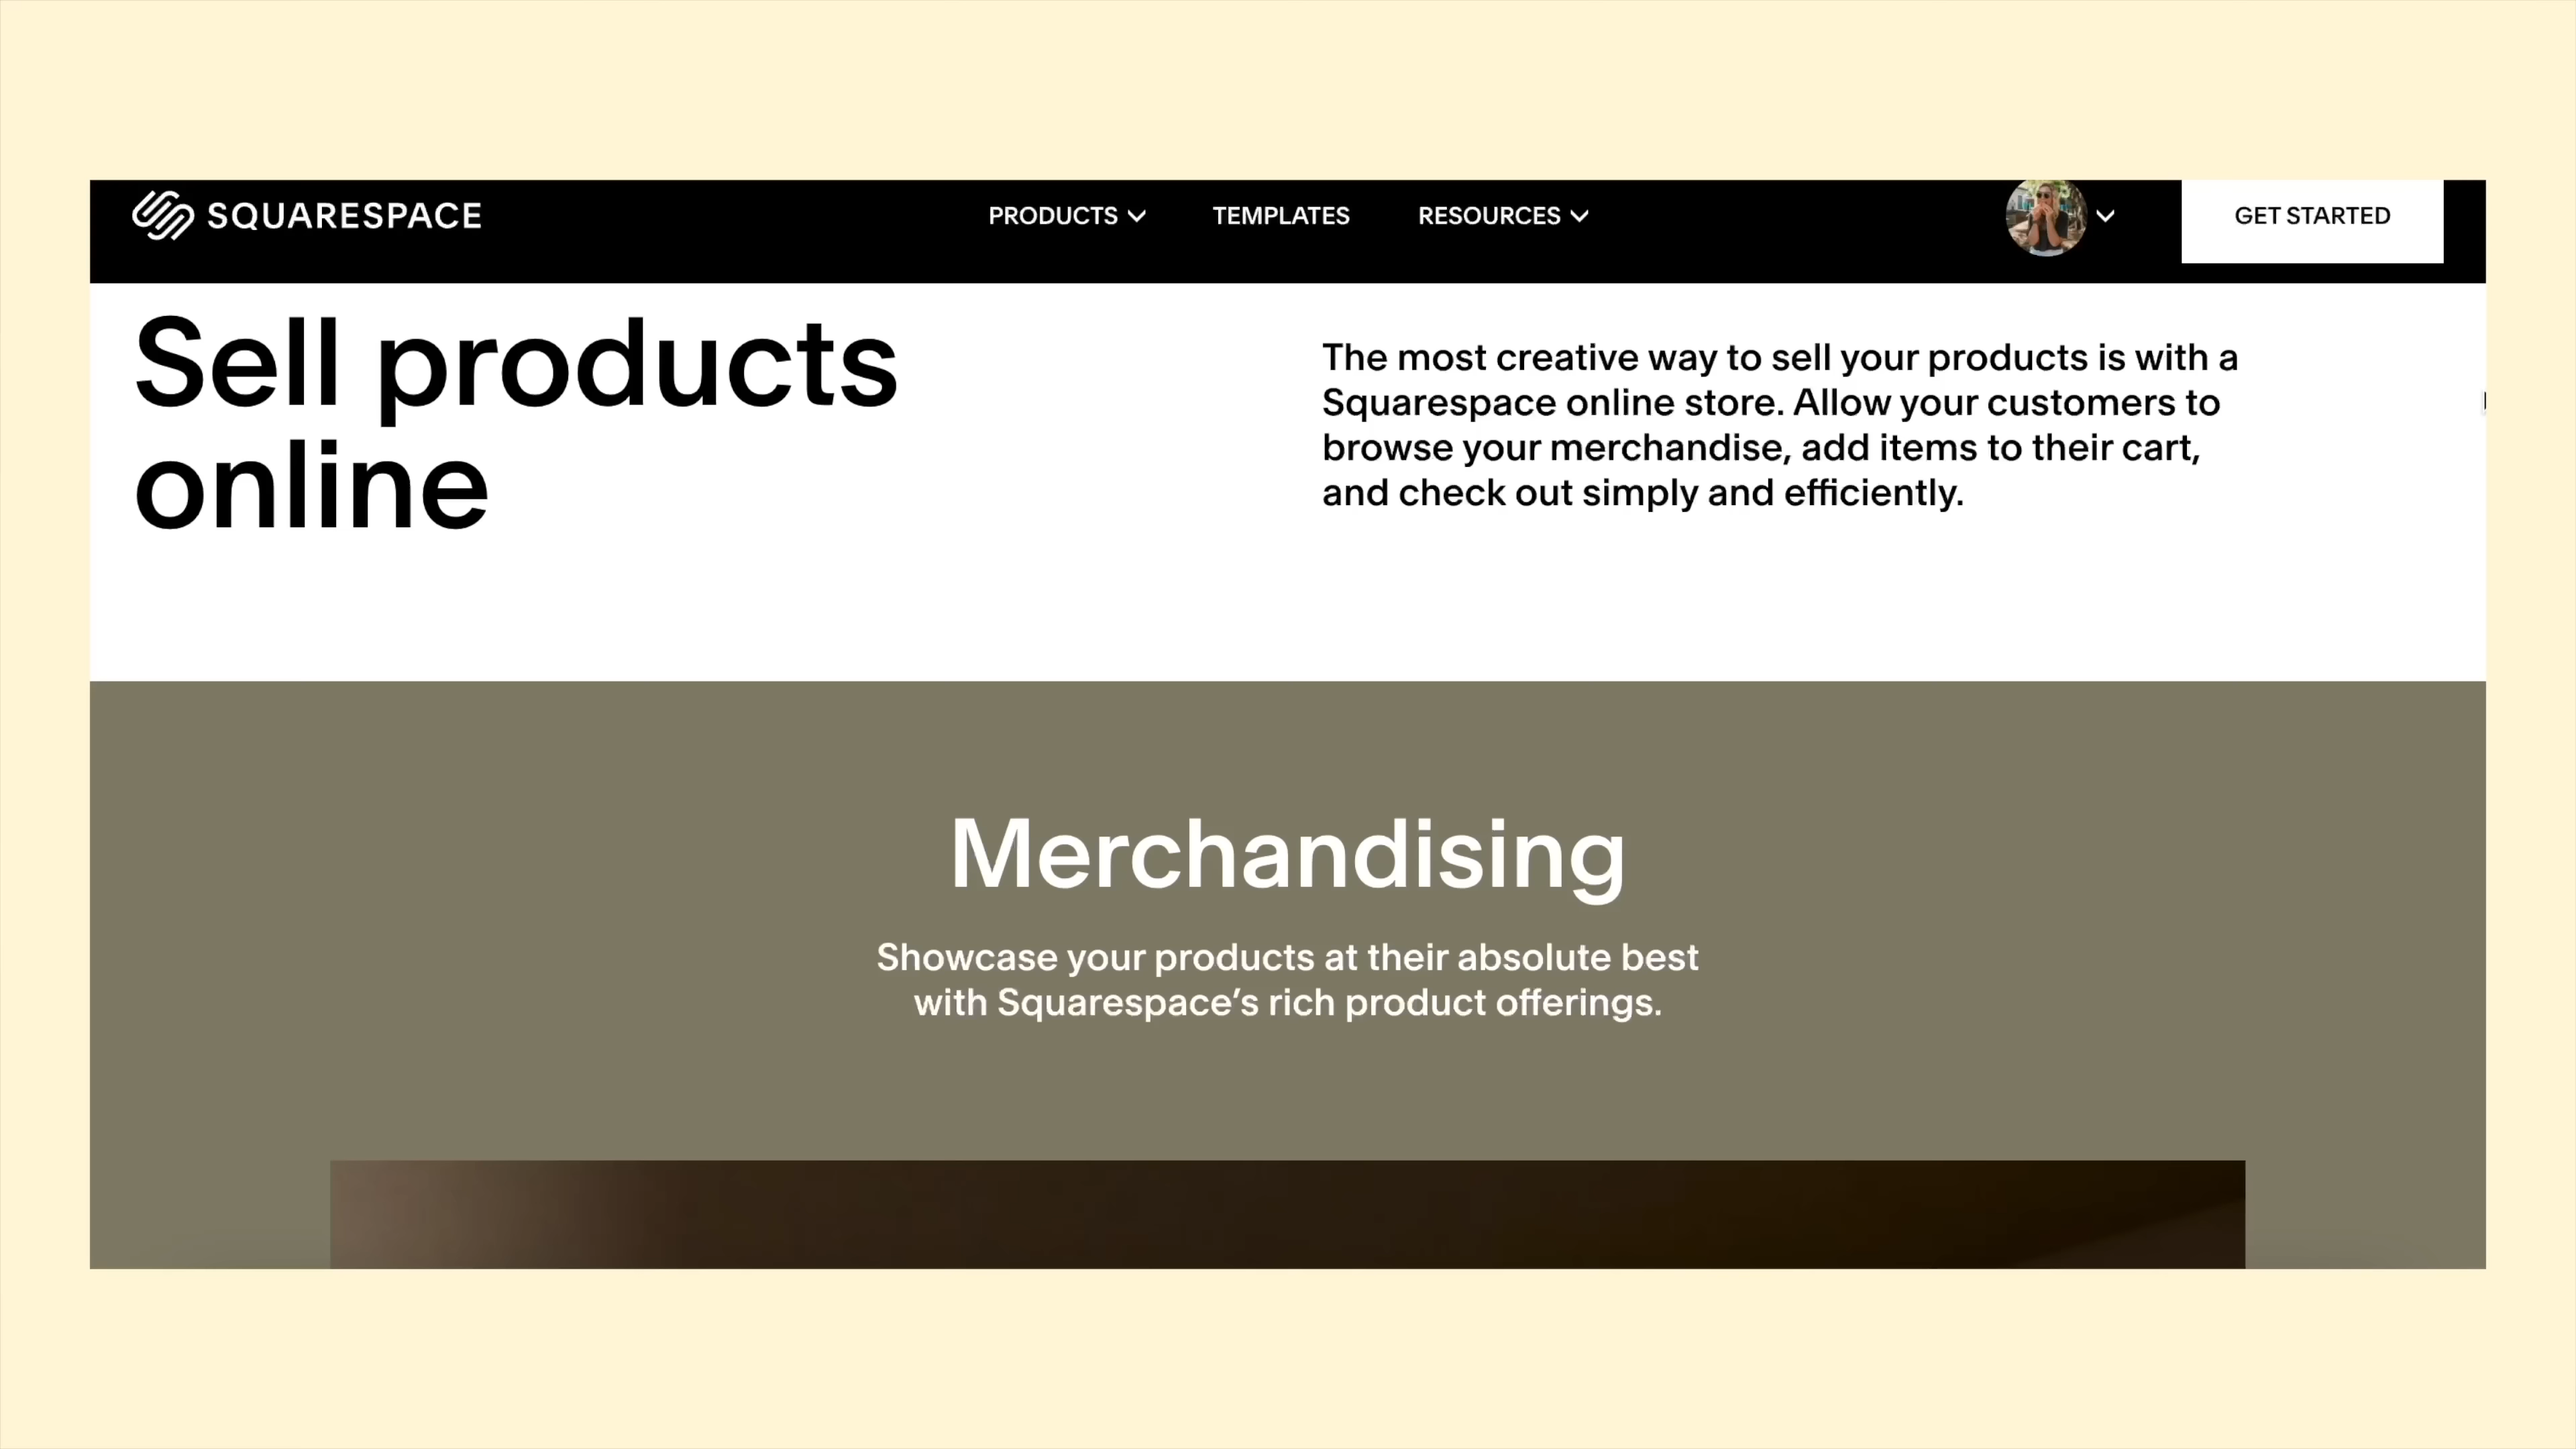 SQUARESPACE
PRODUCTS
TEMPLATES
RESOURCES
GET STARTED
Sell products
online
The most creative way to sell your products is with a
Squarespace online store. Allow your customers to
browse your merchandise, add items to their cart,
and check out simply and efficiently.
Merchandising
Showcase your products at their absolute best
with Squarespace’s rich product offerings.